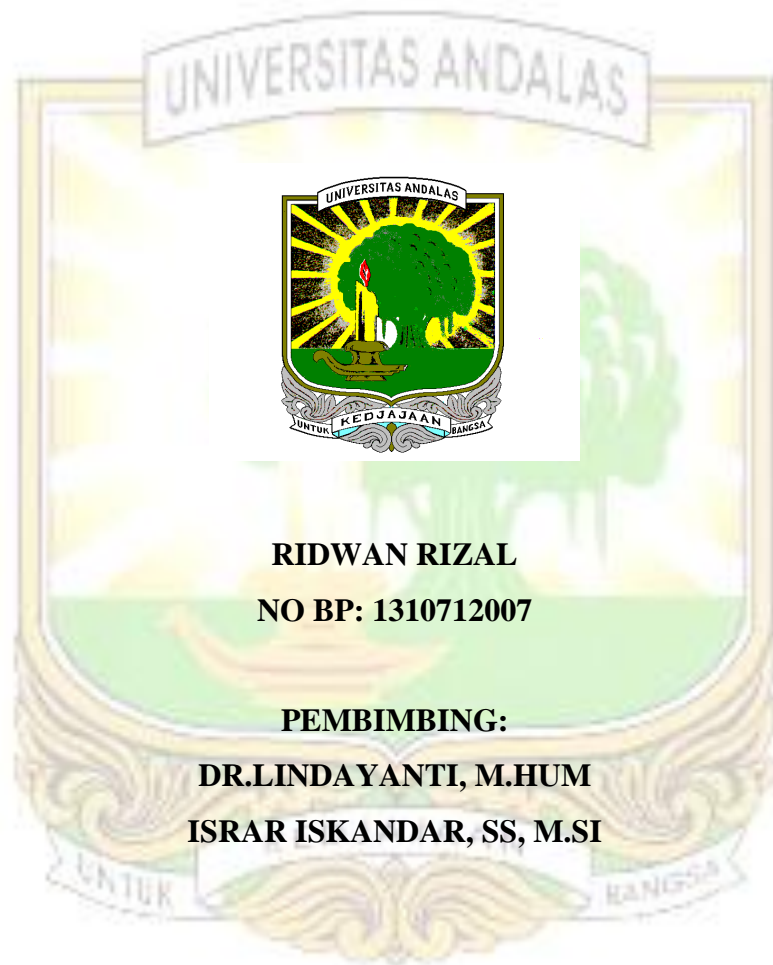 UNIVERSITAS ANDALAS
UNIVERSITAS ANDALAS
UNTUK KEDJAJAAN BANGSA
RIDWAN RIZAL
NO BP: 1310712007
PEMBIMBING:
DR.LINDAYANTI, M.HUM
ISRAR ISKANDAR, SS, M.SI
UNTUK BANGSA